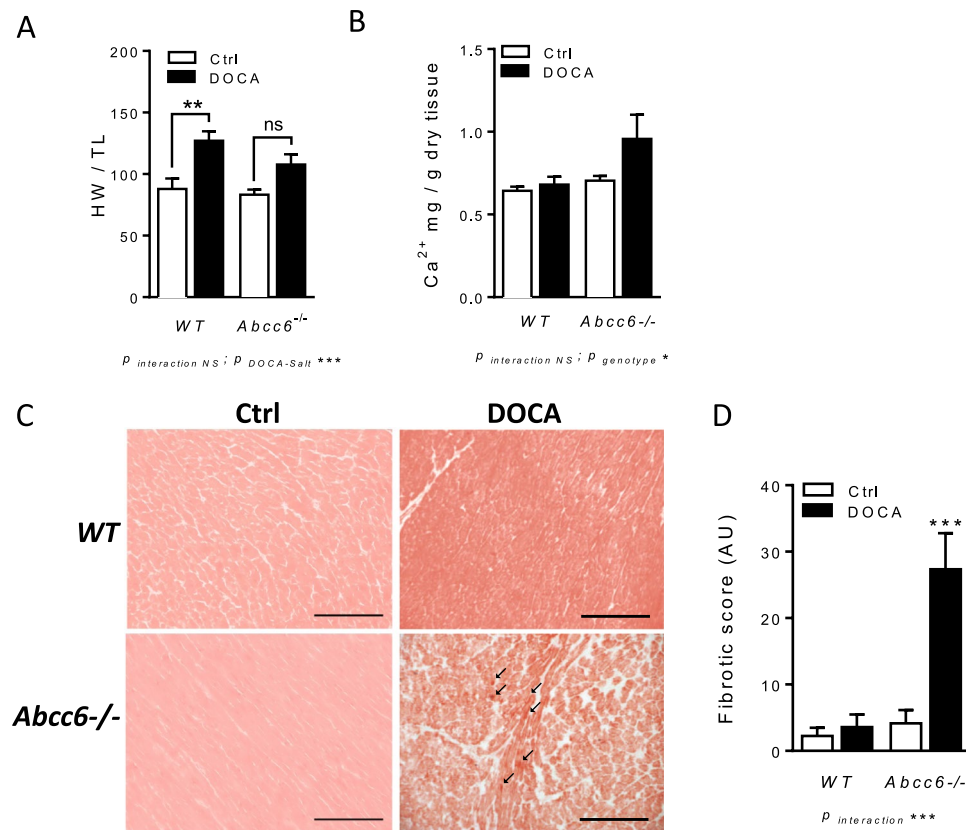 A
200
150
100
50
0
HW / TL
Ctrl
DOCA
**
ns
WT
Abcc6-/-
p interaction NS ; p DOCA-Salt ***
B
1.5
1.0
0.5
0.0
Ca2+ mg / g dry tissue
Ctrl
DOCA
WT
Abcc6-/-
p interaction NS ; p genotype *
C
Ctrl
DOCA
WT
Abcc6-/-
D
40
30
20
10
0
Fibrotic score (AU)
Ctrl
DOCA
***
WT
Abcc6-/-
p interaction ***